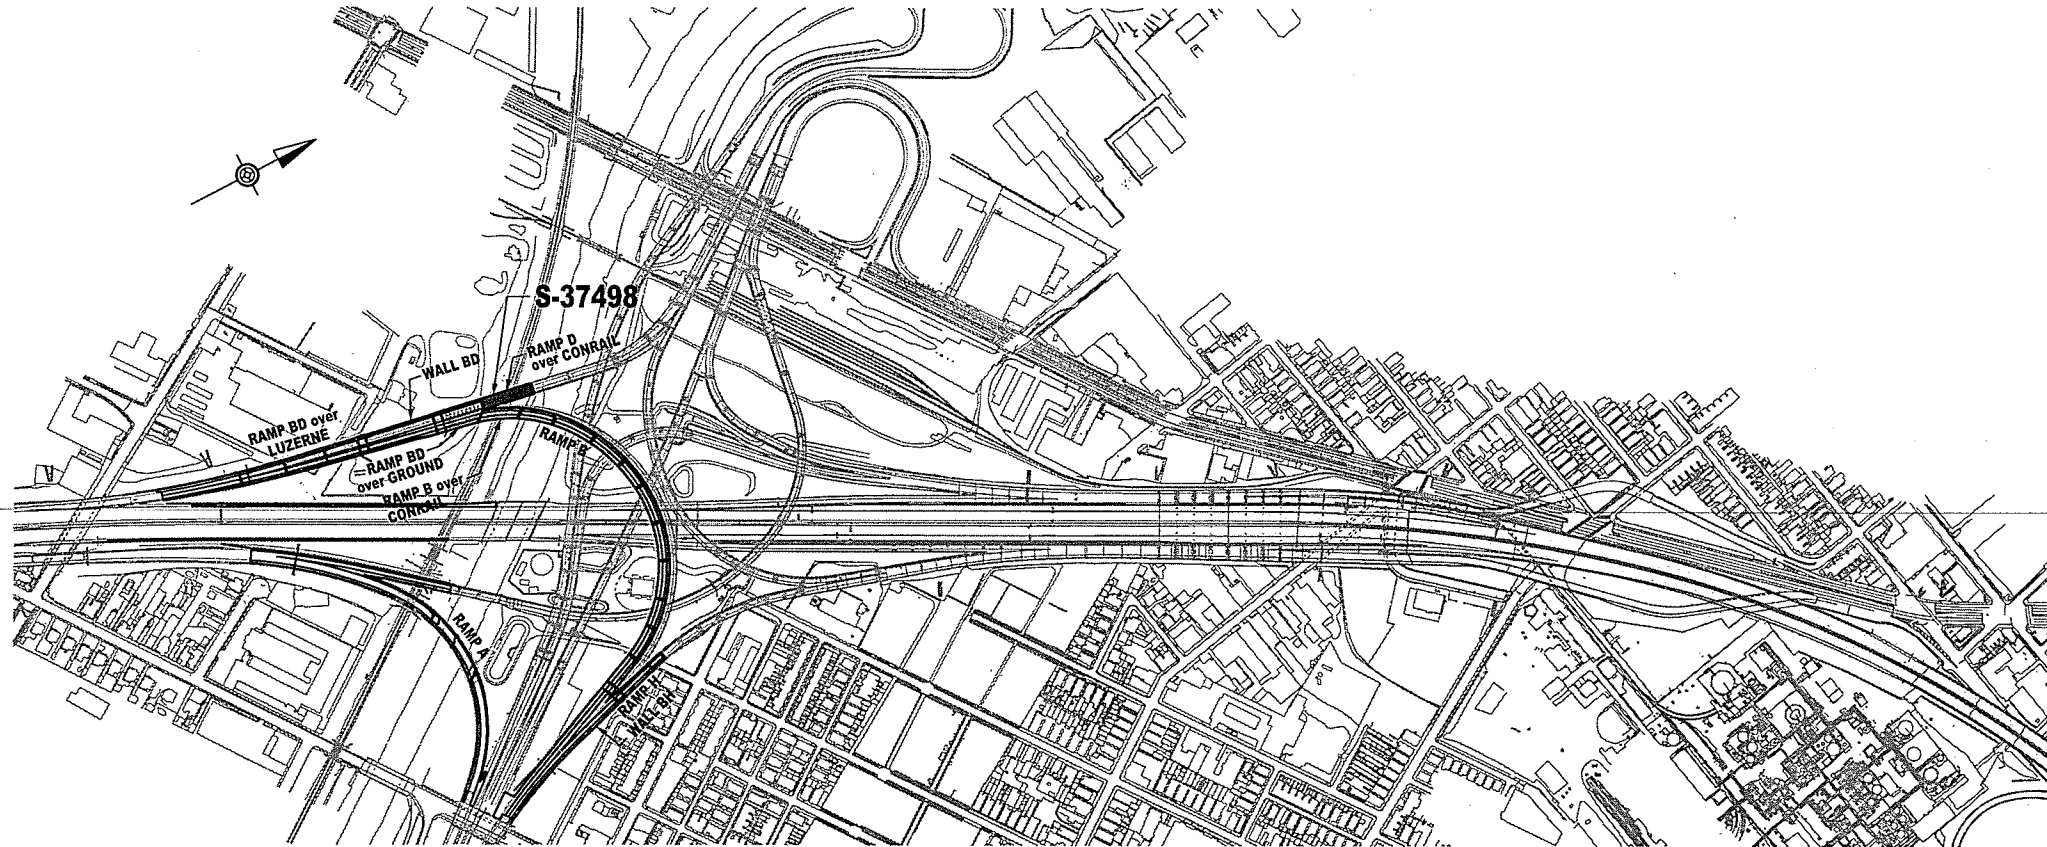 S-37498
RAMP D
over CONRAIL
WALL BD
RAMP BD over
LUZERNE
RAMP B
RAMP BD
over GROUND
RAMP B over
CONRAIL
RAMP A
RAMP H
WALL BH